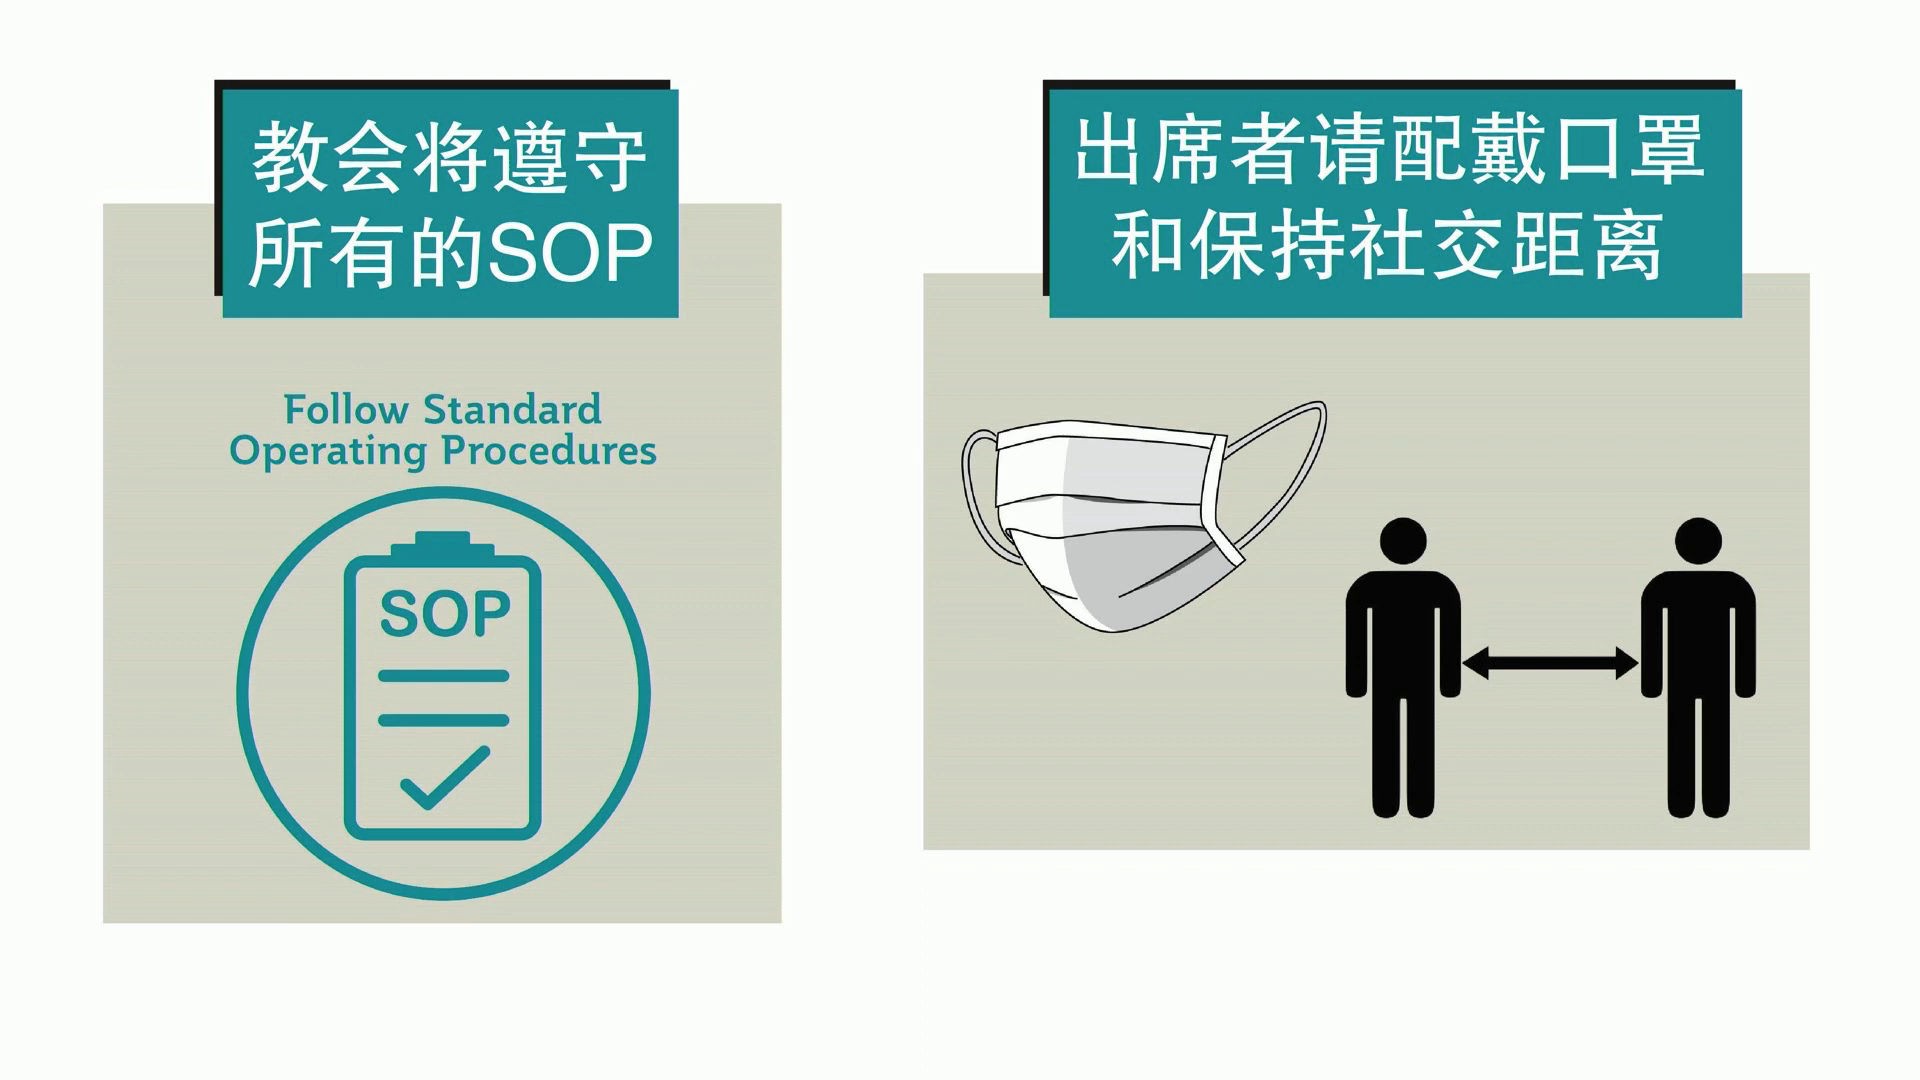 教会将遵守
所有的SOP
Follow Standard
Operating Procedures
SOP
出席者请配戴口罩
和保持社交距离